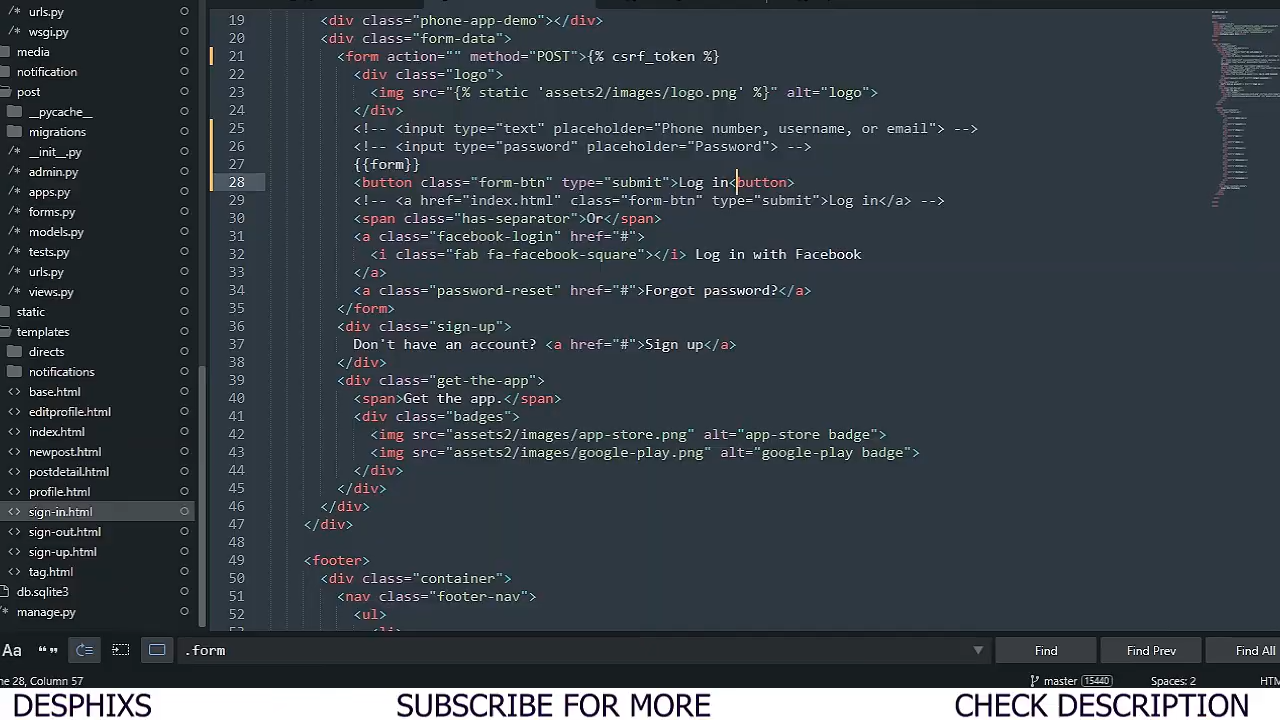 urls.py
wsgi.py
media
notification
post
__pycache__
migrations
__init__.py
admin.py
apps.py
forms.py
models.py
tests.py
urls.py
views.py
static
templates
directs
notifications
base.html
editprofile.html
index.html
newpost.html
postdetail.html
profile.html
sign-in.html
sign-out.html
sign-up.html
tag.html
db.sqlite3
manage.py
19 <div class="phone-app-demo"></div>
20 <div class="form-data">
21 <form action="" method="POST">{% csrf_token %}
22 <div class="logo">
23 <img src="{% static 'assets2/images/logo.png' %}" alt="logo">
24 </div>
25 <!-- <input type="text" placeholder="Phone number, username, or email"> -->
26 <!-- <input type="password" placeholder="Password"> -->
27 {{form}}
28 <button class="form-btn" type="submit">Log in<button>
29 <!-- <a href="index.html" class="form-btn" type="submit">Log in</a> -->
30 <span class="has-separator">Or</span>
31 <a class="facebook-login" href="#">
32 <i class="fab fa-facebook-square"></i> Log in with Facebook
33 </a>
34 <a class="password-reset" href="#">Forgot password?</a>
35 </form>
36 <div class="sign-up">
37 Don't have an account? <a href="#">Sign up</a>
38 </div>
39 <div class="get-the-app">
40 <span>Get the app.</span>
41 <div class="badges">
42 <img src="assets2/images/app-store.png" alt="app-store badge">
43 <img src="assets2/images/google-play.png" alt="google-play badge">
44 </div>
45 </div>
46 </div>
47 </div>
48
49 <footer>
50 <div class="container">
51 <nav class="footer-nav">
52 <ul>
.form
Find
Find Prev
Find All
ne 28, Column 57
master 15440
Spaces: 2
HTM
DESPHIXS
SUBSCRIBE FOR MORE
CHECK DESCRIPTION